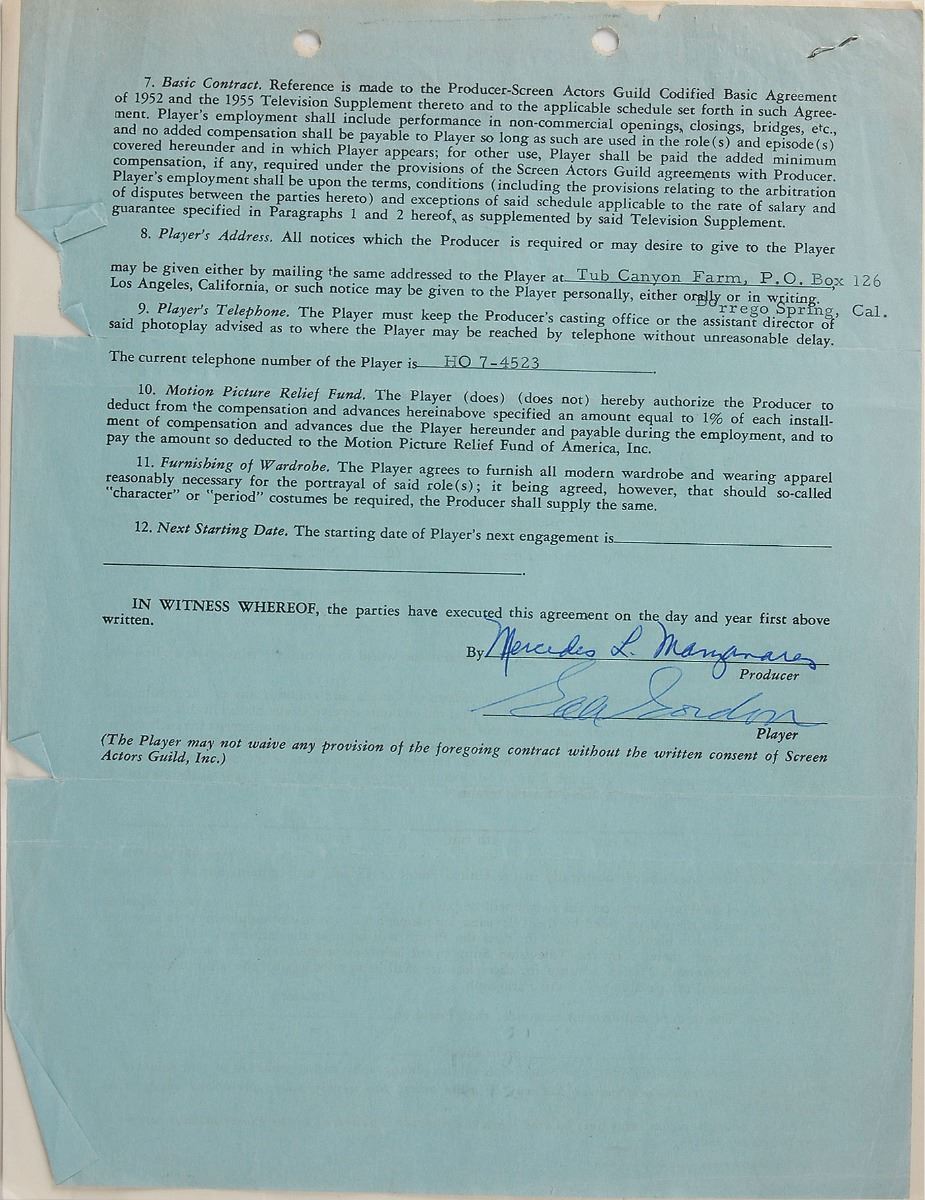 7. Basic Contract. Reference is made to the Producer-Screen Actors Guild Codified Basic Agreement
of 1952 and the 1955 Television Supplement thereto and to the applicable schedule set forth in such Agree-
ment. Player's employment shall include performance in non-commercial openings, closings, bridges, etc.,
and no added compensation shall be payable to Player so long as such are used in the role(s) and episode(s)
covered hereunder and in which Player appears; for other use, Player shall be paid the added minimum
compensation, if any, required under the provisions of the Screen Actors Guild agreements with Producer.
Player's employment shall be upon the terms, conditions (including the provisions relating to the arbitration
of disputes between the parties hereto) and exceptions of said schedule applicable to the rate of salary and
guarantee specified in Paragraphs 1 and 2 hereof, as supplemented by said Television Supplement.
8. Player's Address. All notices which the Producer is required or may desire to give to the Player
may be given either by mailing the same addressed to the Player at Tub Canyon Farm, P.O. Box 126
Los Angeles, California, or such notice may be given to the Player personally, either orally or in writing.
Borrego Spring, Cal.
9. Player's Telephone. The Player must keep the Producer's casting office or the assistant director of
said photoplay advised as to where the Player may be reached by telephone without unreasonable delay.
The current telephone number of the Player is HO 7-4523.
10. Motion Picture Relief Fund. The Player (does) (does not) hereby authorize the Producer to
deduct from the compensation and advances hereinabove specified an amount equal to 1% of each install-
ment of compensation and advances due the Player hereunder and payable during the employment, and to
pay the amount so deducted to the Motion Picture Relief Fund of America, Inc.
11. Furnishing of Wardrobe. The Player agrees to furnish all modern wardrobe and wearing apparel
reasonably necessary for the portrayal of said role(s); it being agreed, however, that should so-called
"character" or "period" costumes be required, the Producer shall supply the same.
12. Next Starting Date. The starting date of Player's next engagement is
.
IN WITNESS WHEREOF, the parties have executed this agreement on the day and year first above
written.
By Mercedes L. Manzanares
Producer
Gale Gordon
Player
(The Player may not waive any provision of the foregoing contract without the written consent of Screen
Actors Guild, Inc.)